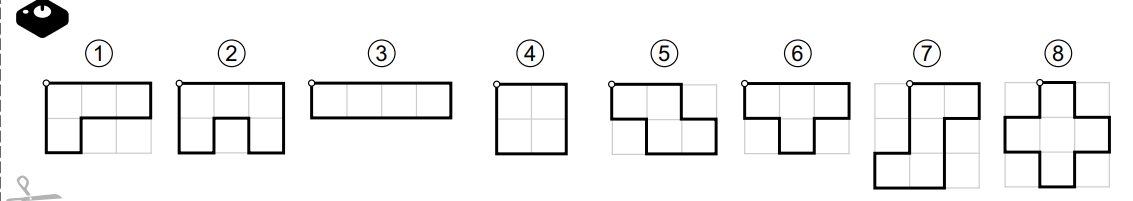 ① ② ③ ④ ⑤ ⑥ ⑦ ⑧